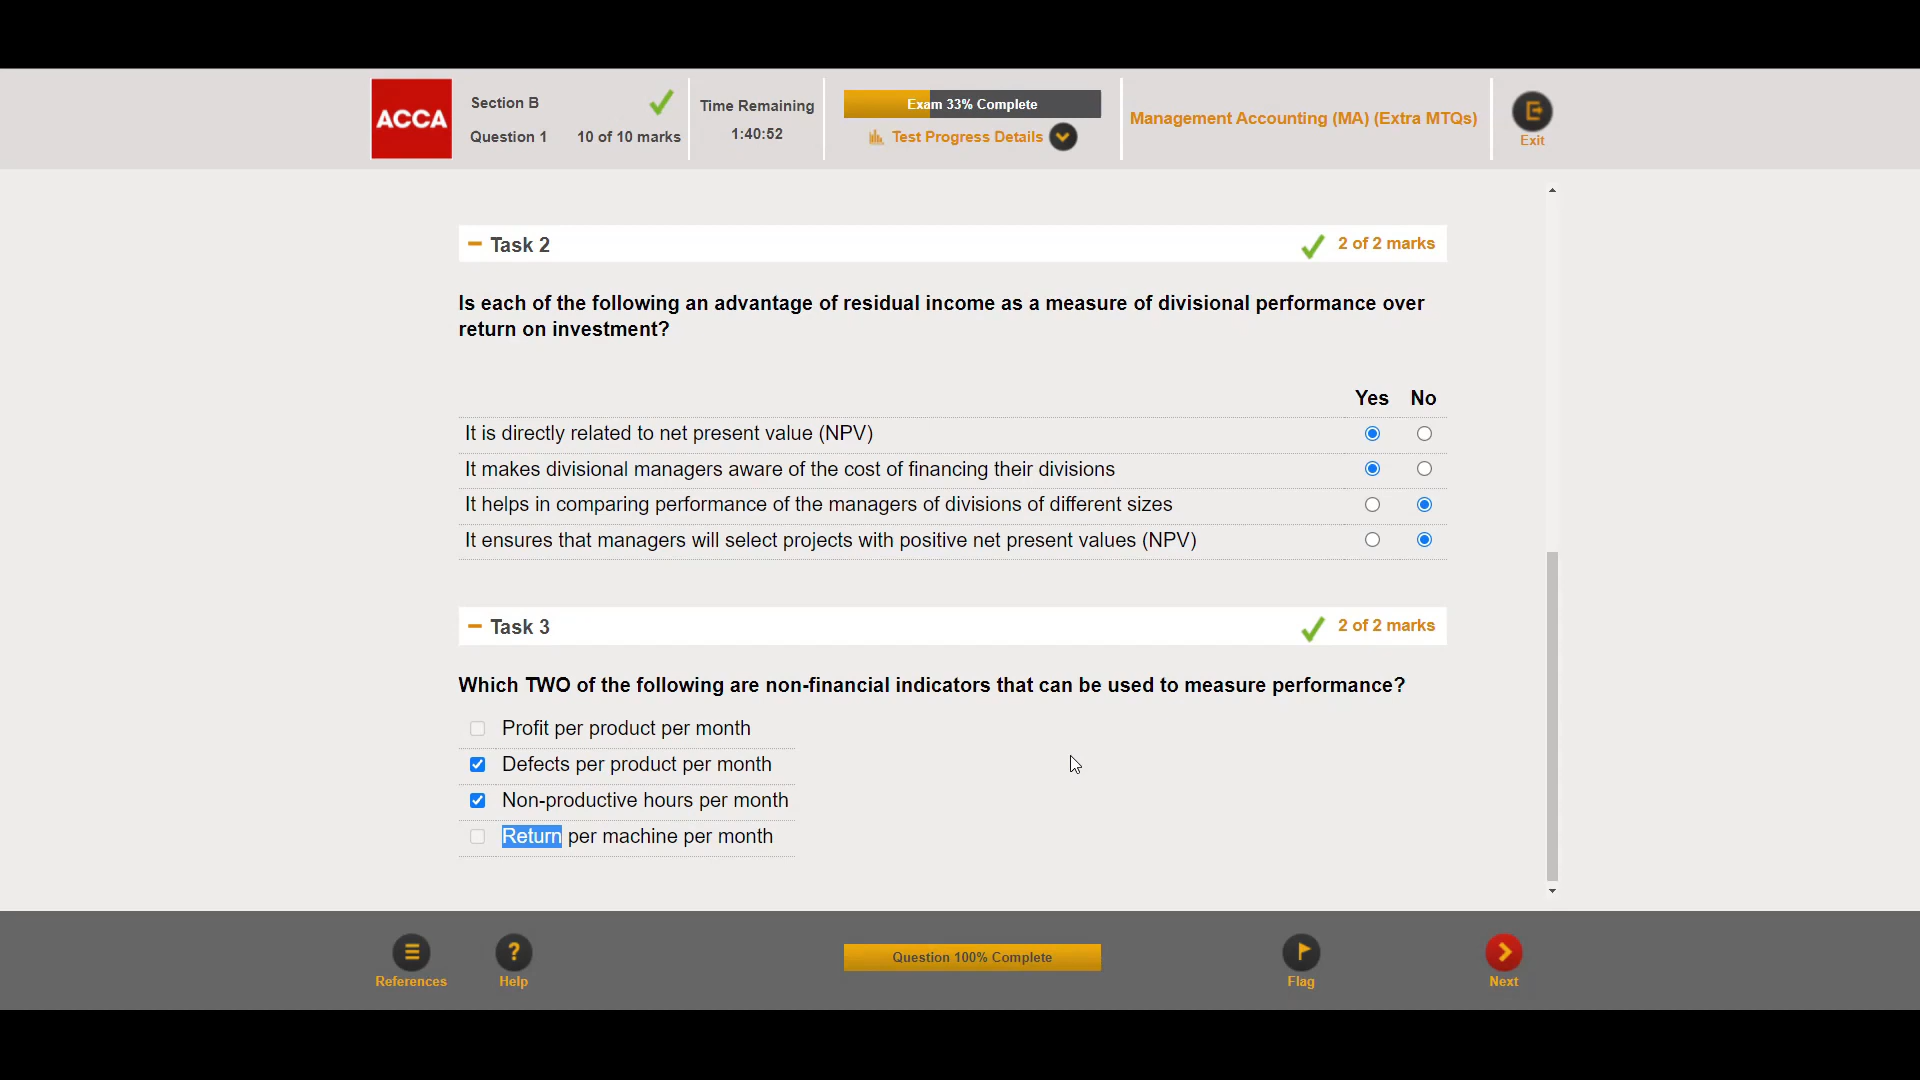 ACCA
Section B
Question 1
10 of 10 marks
Time Remaining
1:40:52
Exam 33% Complete
Test Progress Details
Management Accounting (MA) (Extra MTQs)
Exit
Task 2
2 of 2 marks
Is each of the following an advantage of residual income as a measure of divisional performance over
return on investment?
Yes No
It is directly related to net present value (NPV)
It makes divisional managers aware of the cost of financing their divisions
It helps in comparing performance of the managers of divisions of different sizes
It ensures that managers will select projects with positive net present values (NPV)
Task 3
2 of 2 marks
Which TWO of the following are non-financial indicators that can be used to measure performance?
Profit per product per month
Defects per product per month
Non-productive hours per month
Return per machine per month
References
?
Help
Question 100% Complete
Flag
Next